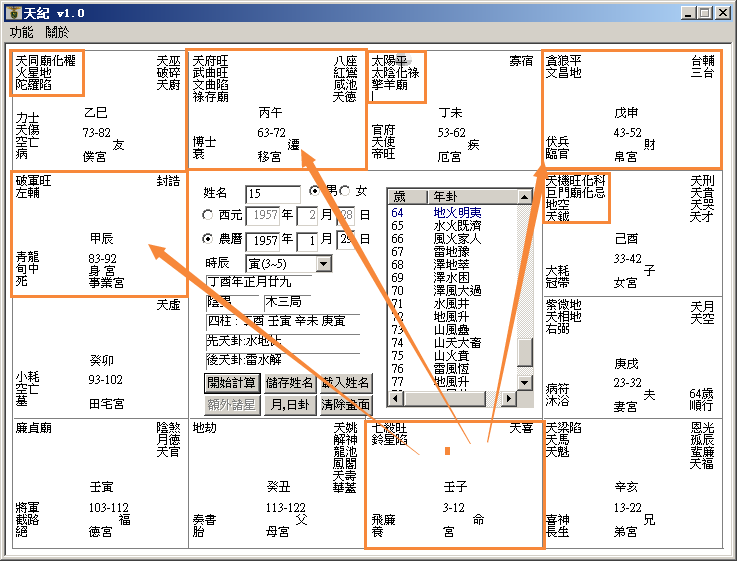 天紀 v1.0
功能 關於
天同廟化權 天巫
火星地 破碎
陀羅陷 天廚
力士 乙巳
天傷 73-82 友
空亡
病 僕宮
天府旺 八座
武曲旺 紅鸞
文曲陷 咸池
祿存廟 天德
丙午
博士 63-72 遷
衰 移宮
太陽平 寡宿
太陰化祿
擎羊廟
丁未
官府 53-62 疾
天使
帝旺 厄宮
貪狼平 台輔
文昌地 三台
戊申
伏兵 43-52 財
臨官 帛宮
破軍旺 封誥
左輔
甲辰
青龍 83-92
旬中 身 宮
死 事業宮
姓名 15 男 女
西元 1957 年 2 月 28 日
農曆 1957 年 1 月 29 日
時辰 寅(3~5)
丁酉年正月廿九
陰男 木三局
四柱：丁酉 壬寅 辛未 庚寅
先天卦:水地比
後天卦:雷水解
開始計算 儲存姓名 載入姓名
額外諸星 月,日卦 清除畫面
歲 年卦
64 地火明夷
65 水火既濟
66 風火家人
67 雷地豫
68 澤地萃
69 澤水困
70 澤風大過
71 水風井
72 地風升
73 山風蠱
74 山天大畜
75 山火賁
76 雷風恆
77 地風升
天機旺化科 天刑
巨門廟化忌 天貴
地空 天哭
天鉞 天才
己酉
大耗 33-42 子
冠帶 女宮
天虛
癸卯
小耗 93-102
空亡
墓 田宅宮
紫微地 天月
天相地 天空
右弼
庚戌
病符 23-32 夫 64歲
沐浴 妻宮 順行
廉貞廟 陰煞
月德
天官
壬寅
將軍 103-112 福
截路
絕 德宮
地劫 天姚
解神
龍池
鳳閣
天壽
華蓋
癸丑
奏書 113-122 父
胎 母宮
七殺旺 天喜
鈴星陷
壬子
飛廉 3-12 命
養 宮
天梁陷 恩光
天馬 孤辰
天魁 蜚廉
天福
辛亥
喜神 13-22 兄
長生 弟宮